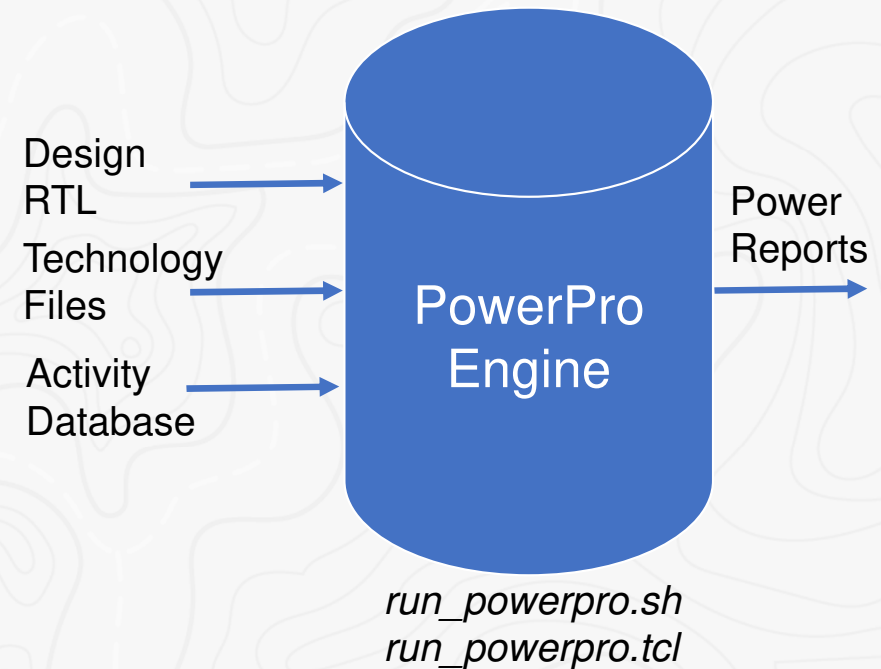 Design
RTL
Technology
Files
Activity
Database
PowerPro
Engine
Power
Reports
run_powerpro.sh
run_powerpro.tcl